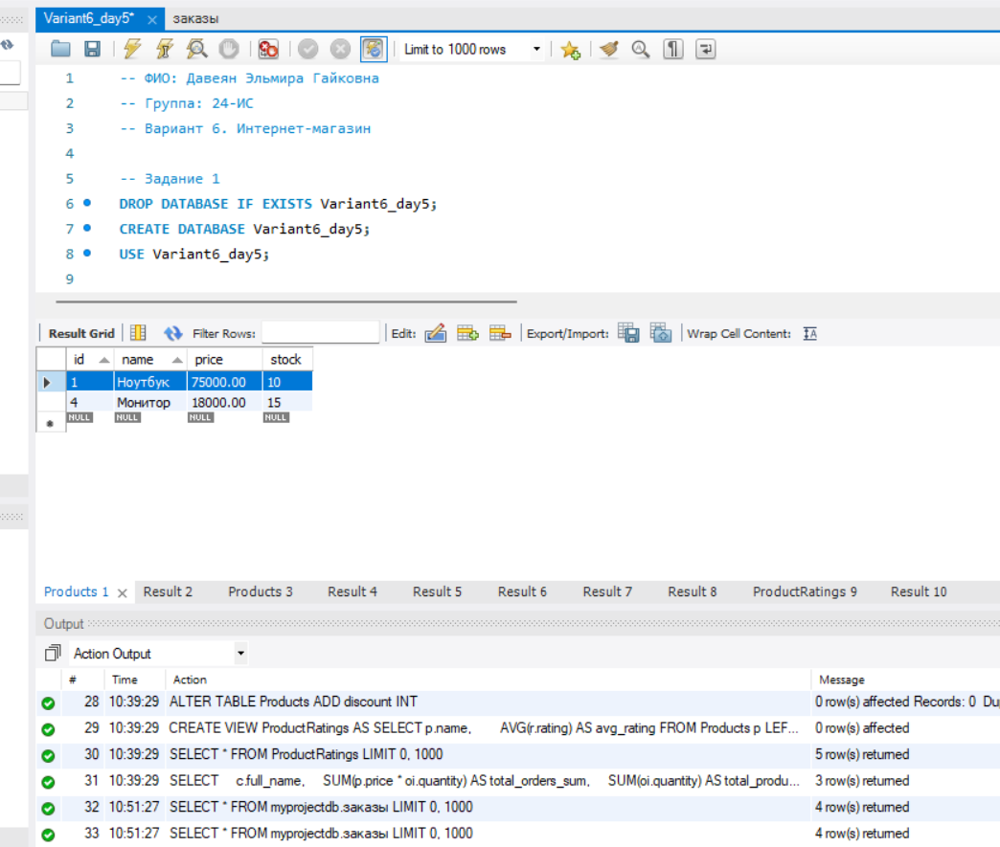 Variant6_day5* заказы
Limit to 1000 rows
1 -- ФИО: Давеян Эльмира Гайковна
2 -- Группа: 24-ИС
3 -- Вариант 6. Интернет-магазин
4
5 -- Задание 1
6 DROP DATABASE IF EXISTS Variant6_day5;
7 CREATE DATABASE Variant6_day5;
8 USE Variant6_day5;
9
Result Grid Filter Rows: Edit: Export/Import: Wrap Cell Content:
id name price stock
1 Ноутбук 75000.00 10
4 Монитор 18000.00 15
NULL NULL NULL NULL
Products 1 Result 2 Products 3 Result 4 Result 5 Result 6 Result 7 Result 8 ProductRatings 9 Result 10
Output
Action Output
# Time Action Message
28 10:39:29 ALTER TABLE Products ADD discount INT 0 row(s) affected Records: 0 Du
29 10:39:29 CREATE VIEW ProductRatings AS SELECT p.name, AVG(r.rating) AS avg_rating FROM Products p LEF... 0 row(s) affected
30 10:39:29 SELECT * FROM ProductRatings LIMIT 0, 1000 5 row(s) returned
31 10:39:29 SELECT c.full_name, SUM(p.price * oi.quantity) AS total_orders_sum, SUM(oi.quantity) AS total_produ... 3 row(s) returned
32 10:51:27 SELECT * FROM myprojectdb.заказы LIMIT 0, 1000 4 row(s) returned
33 10:51:27 SELECT * FROM myprojectdb.заказы LIMIT 0, 1000 4 row(s) returned